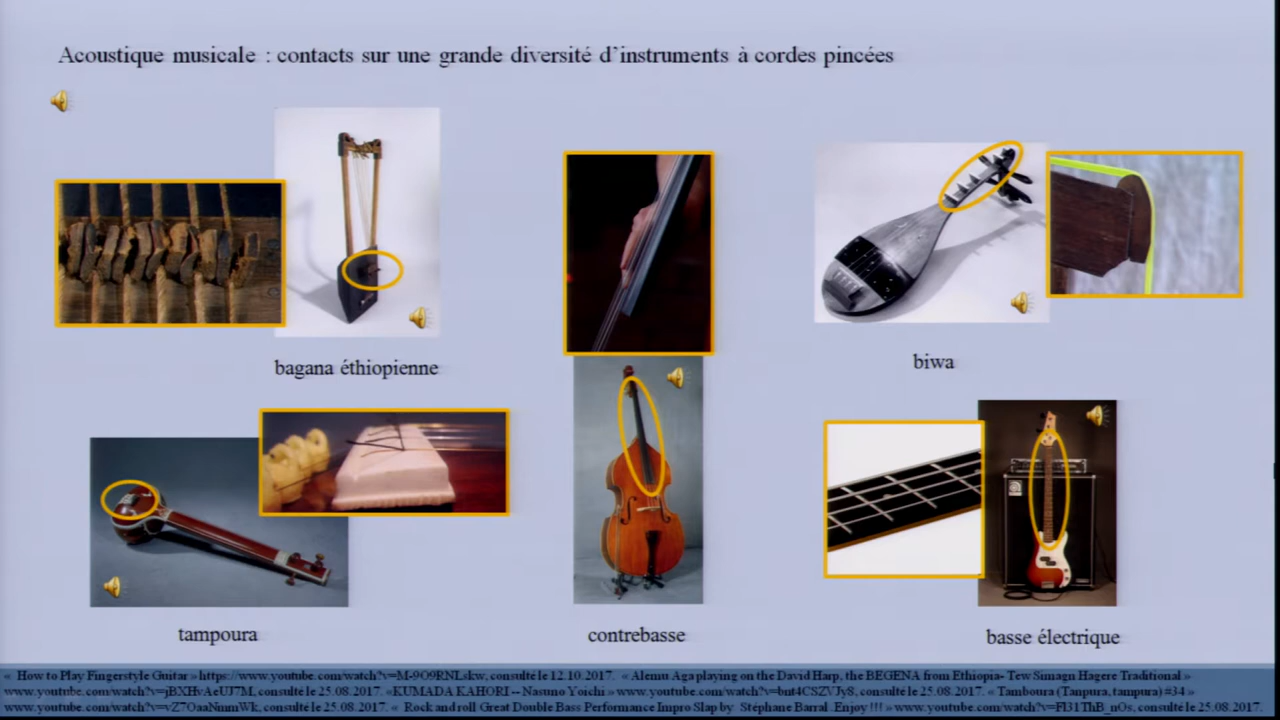 Acoustique musicale : contacts sur une grande diversité d'instruments à cordes pincées
bagana éthiopienne
biwa
tampoura
contrebasse
basse électrique
« How to Play Fingerstyle Guitar » https://www.youtube.com/watch?v=M-9O9RNLskw, consulté le 12.10.2017. « Alemu Aga playing on the David Harp, the BEGENA from Ethiopia- Tew Simagn Hagere Traditional »
www.youtube.com/watch?v=jBXHvAeUJ7M, consulté le 25.08.2017. «KUMADA KAHORI -- Nasuno Yoichi » www.youtube.com/watch?v=bnt4CSZVJy8, consulté le 25.08.2017. « Tamboura (Tanpura, tampura) #34 »
www.youtube.com/watch?v=vZ7OaaNnmWk, consulté le 25.08.2017. « Rock and roll Great Double Bass Performance Impro Slap by Stéphane Barral .Enjoy !!! » www.youtube.com/watch?v=Fl31ThB_nOs, consulté le 25.08.2017.